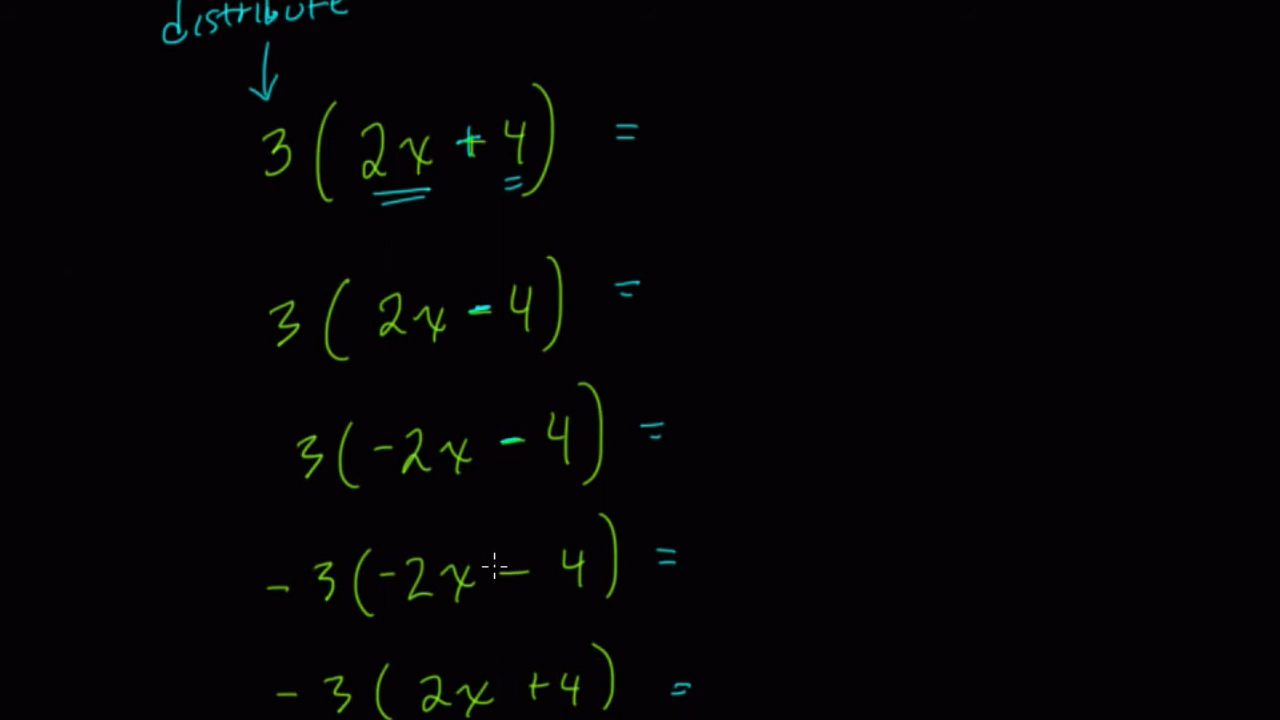 distribute
3(2x + 4) =
3(2x - 4) =
3(-2x - 4) =
-3(-2x - 4) =
-3(2x + 4) =